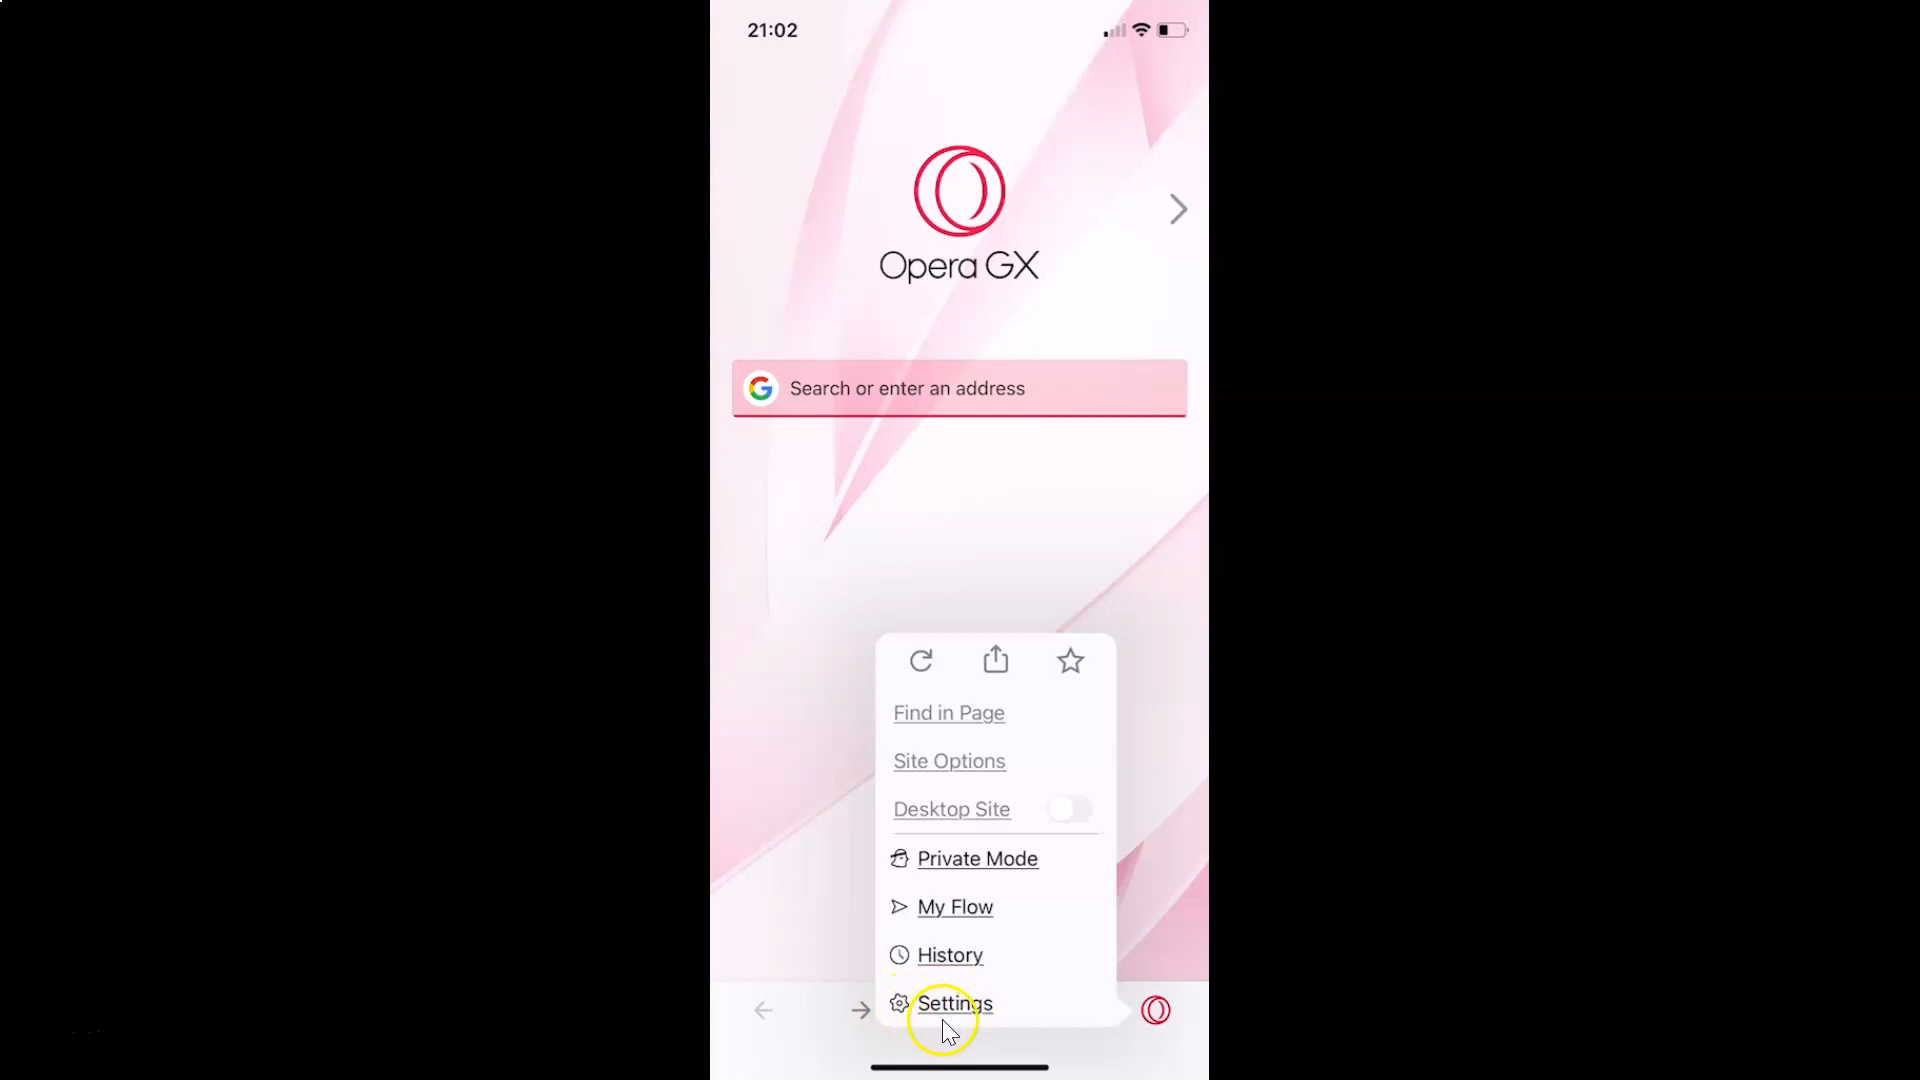 21:02
Opera GX
Search or enter an address
Find in Page
Site Options
Desktop Site
Private Mode
My Flow
History
Settings